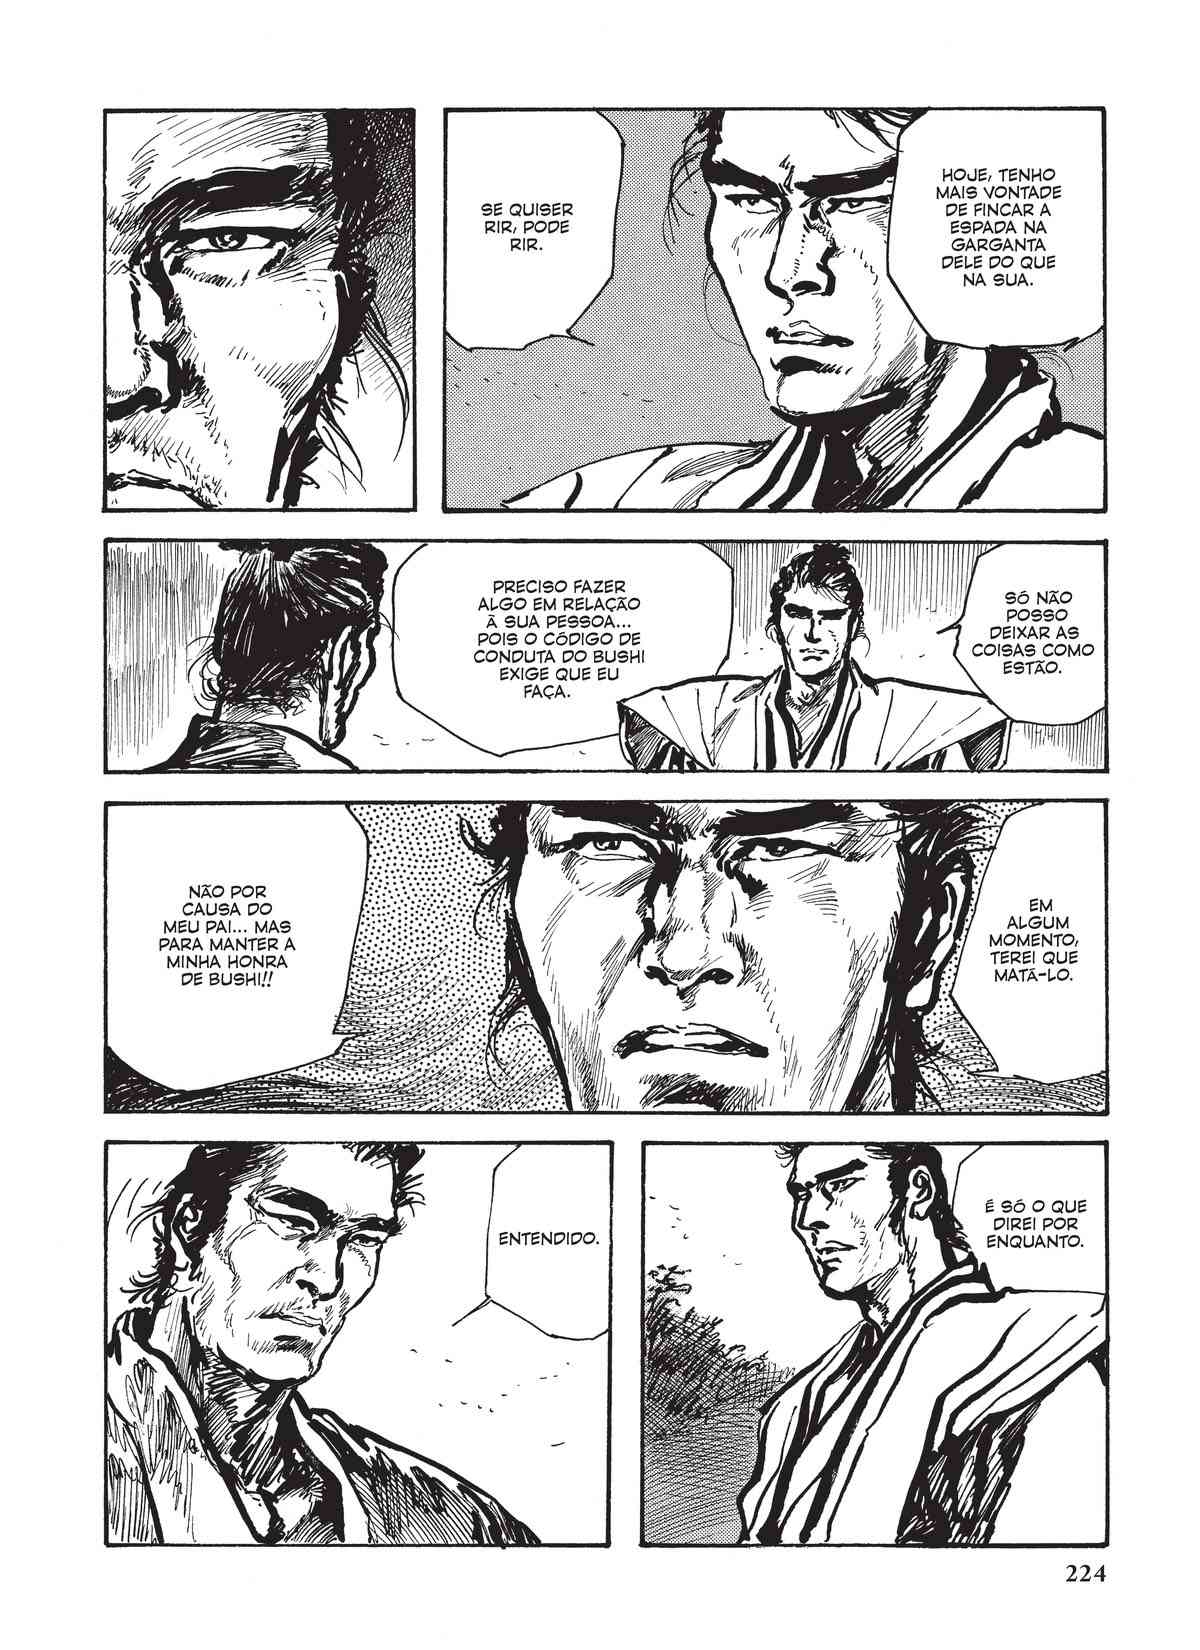 HOJE, TENHO
MAIS VONTADE
DE FINCAR A
ESPADA NA
GARGANTA
DELE DO QUE
NA SUA.
SE QUISER
RIR, PODE
RIR.
SÓ NÃO
POSSO
DEIXAR AS
COISAS COMO
ESTÃO.
PRECISO FAZER
ALGO EM RELAÇÃO
À SUA PESSOA...
POIS O CÓDIGO DE
CONDUTA DO BUSHI
EXIGE QUE EU
FAÇA.
EM
ALGUM
MOMENTO,
TEREI QUE
MATÁ-LO.
NÃO POR
CAUSA DO
MEU PAI... MAS
PARA MANTER A
MINHA HONRA
DE BUSHI!!
É SÓ O QUE
DIREI POR
ENQUANTO.
ENTENDIDO.
224